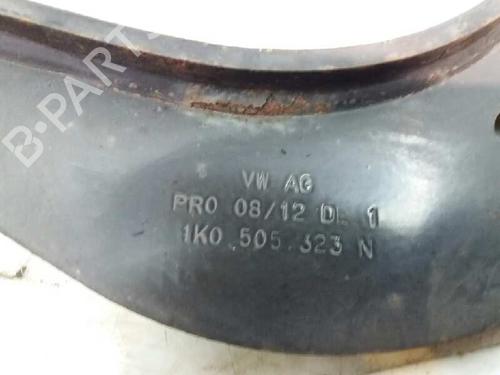 B-PARTS
VW AG
PRO 08/12 DL 1
1K0 505 323 N